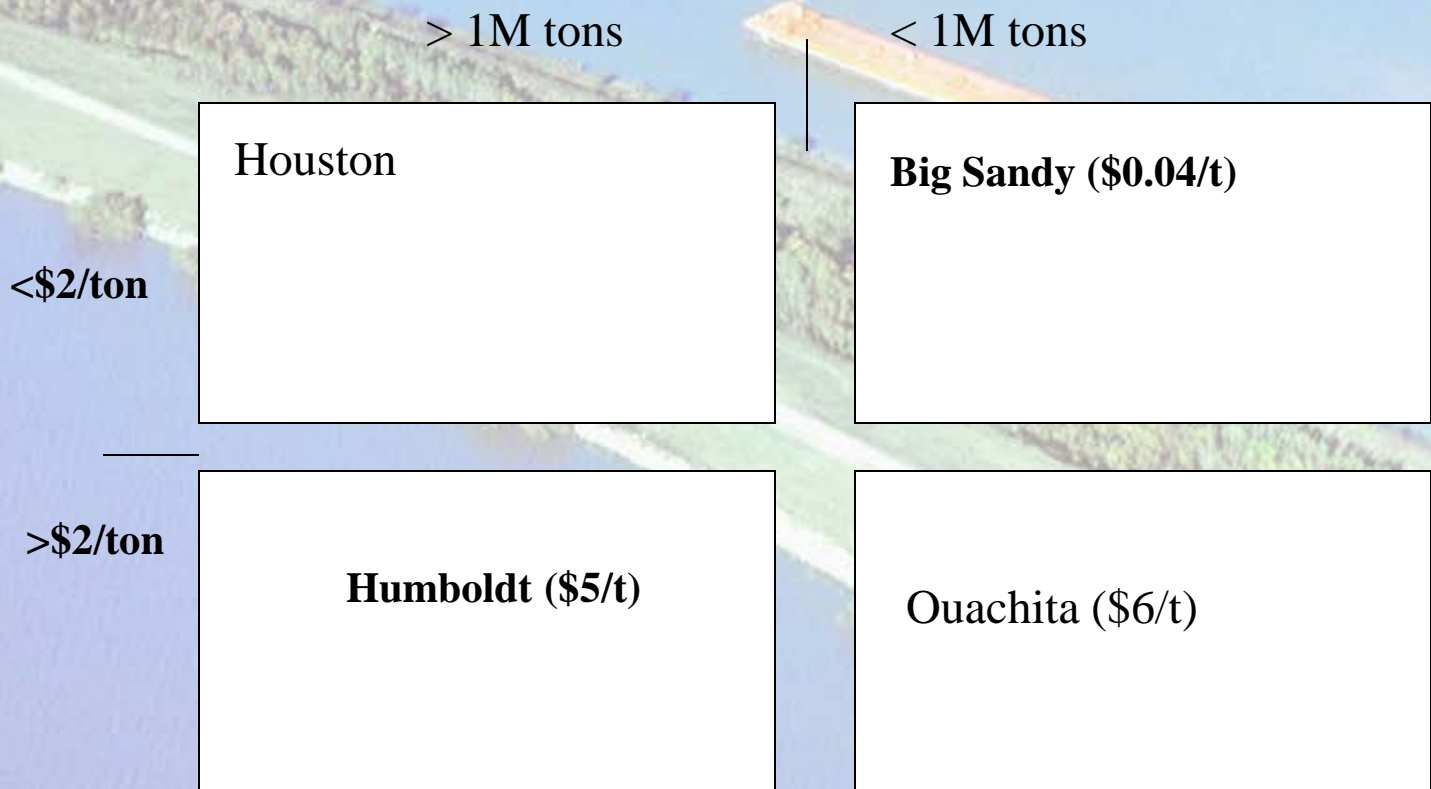 > 1M tons
< 1M tons
Houston
Big Sandy ($0.04/t)
<$2/ton
>$2/ton
Humboldt ($5/t)
Ouachita ($6/t)